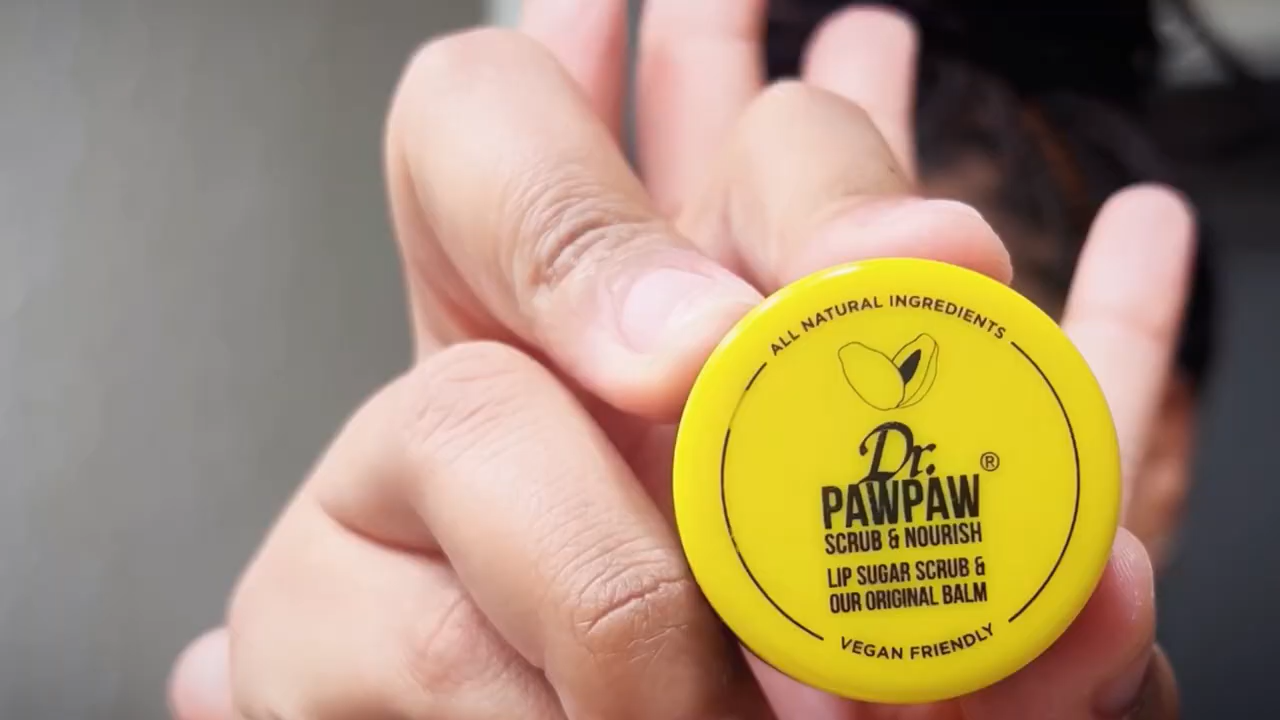 ALL NATURAL INGREDIENTS
Dr.
PAWPAW®
SCRUB & NOURISH
LIP SUGAR SCRUB &
OUR ORIGINAL BALM
VEGAN FRIENDLY